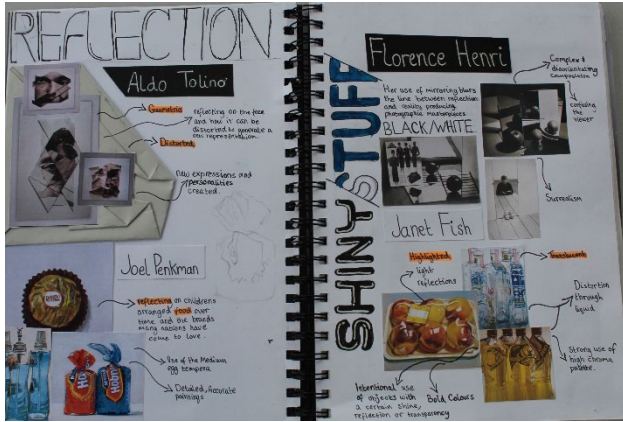 REFLECTION
Aldo Tolino
Geometric
reflecting on the face
and how it can be
distorted to generate a
new representation.
Distorted
New expressions and
personalities
created.
Joel Penkman
reflecting on childrens
food over
time and the brands
many nations have
come to love.
Use of the Medium
egg tempera
Detailed, Accurate
paintings
SHINY STUFF
Florence Henri
Her use of mirroring blurs
the line between reflection
and reality, producing
photographic masterpieces
BLACK/WHITE
Complex &
disorientating
composition
confusing
the
viewer
Surrealism
Janet Fish
Highlighted
light
reflections
Translucent
Distortion
through
liquid
Strong use of
high chroma
palette.
Intentional use
of objects with
a certain shine,
reflection or transparency
Bold Colours